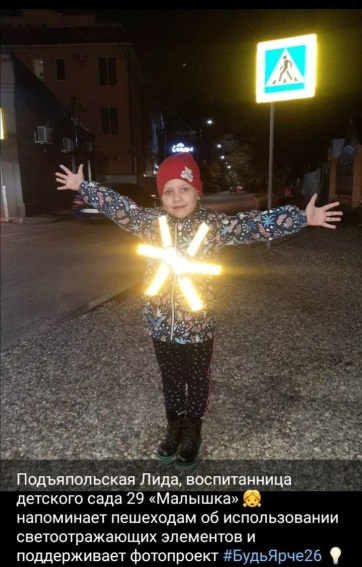 Подъяпольская Лида, воспитанница
детского сада 29 «Малышка» 👧
напоминает пешеходам об использовании
светоотражающих элементов и
поддерживает фотопроект #БудьЯрче26 💡